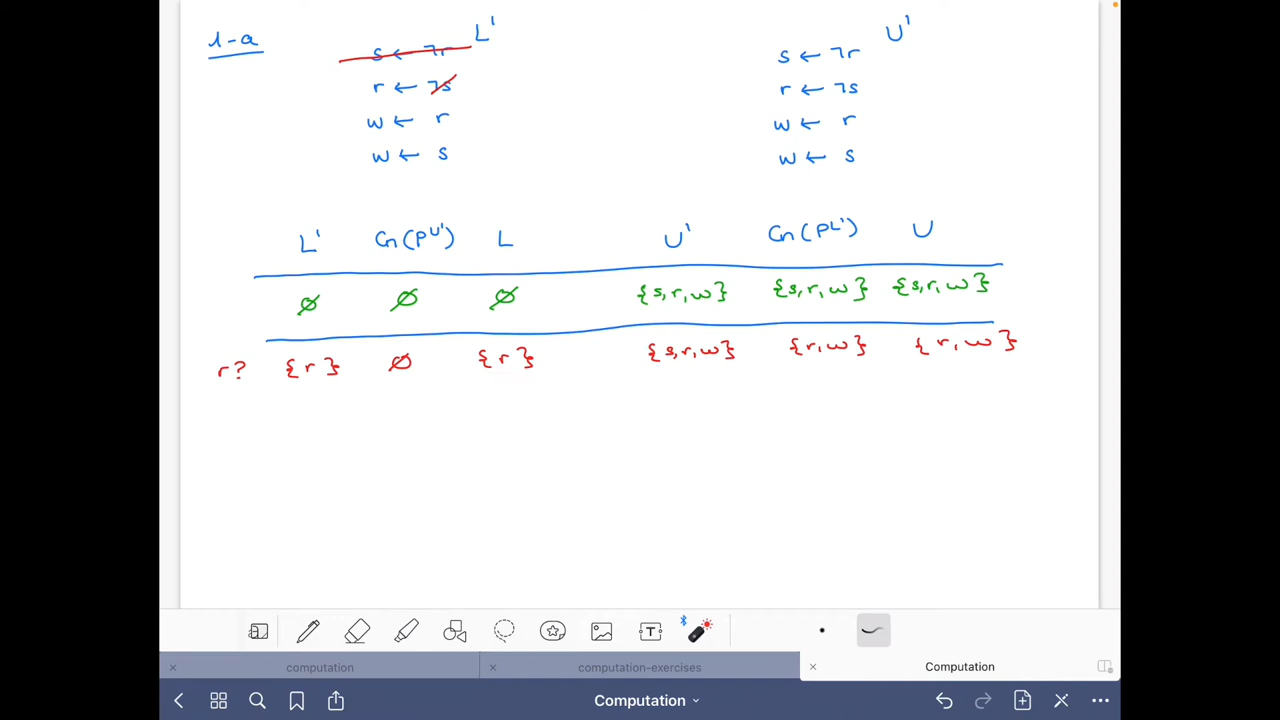 1-a
L'
s ← ¬r
r ← ¬s
w ← r
w ← s
U'
s ← ¬r
r ← ¬s
w ← r
w ← s
L' Cn(P^U') L U' Cn(P^L') U
∅ ∅ ∅ {s,r,w} {s,r,w} {s,r,w}
r? {r} ∅ {r} {s,r,w} {r,w} {r,w}
T
× computation × computation-exercises × Computation
Computation